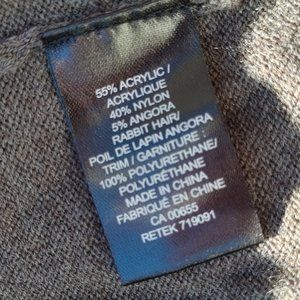 55% ACRYLIC /
ACRYLIQUE
40% NYLON
5% ANGORA
RABBIT HAIR/
POIL DE LAPIN ANGORA
TRIM / GARNITURE :
100% POLYURETHANE/
POLYURÉTHANE
MADE IN CHINA
FABRIQUÉ EN CHINE
CA 00655
RETEK 719091